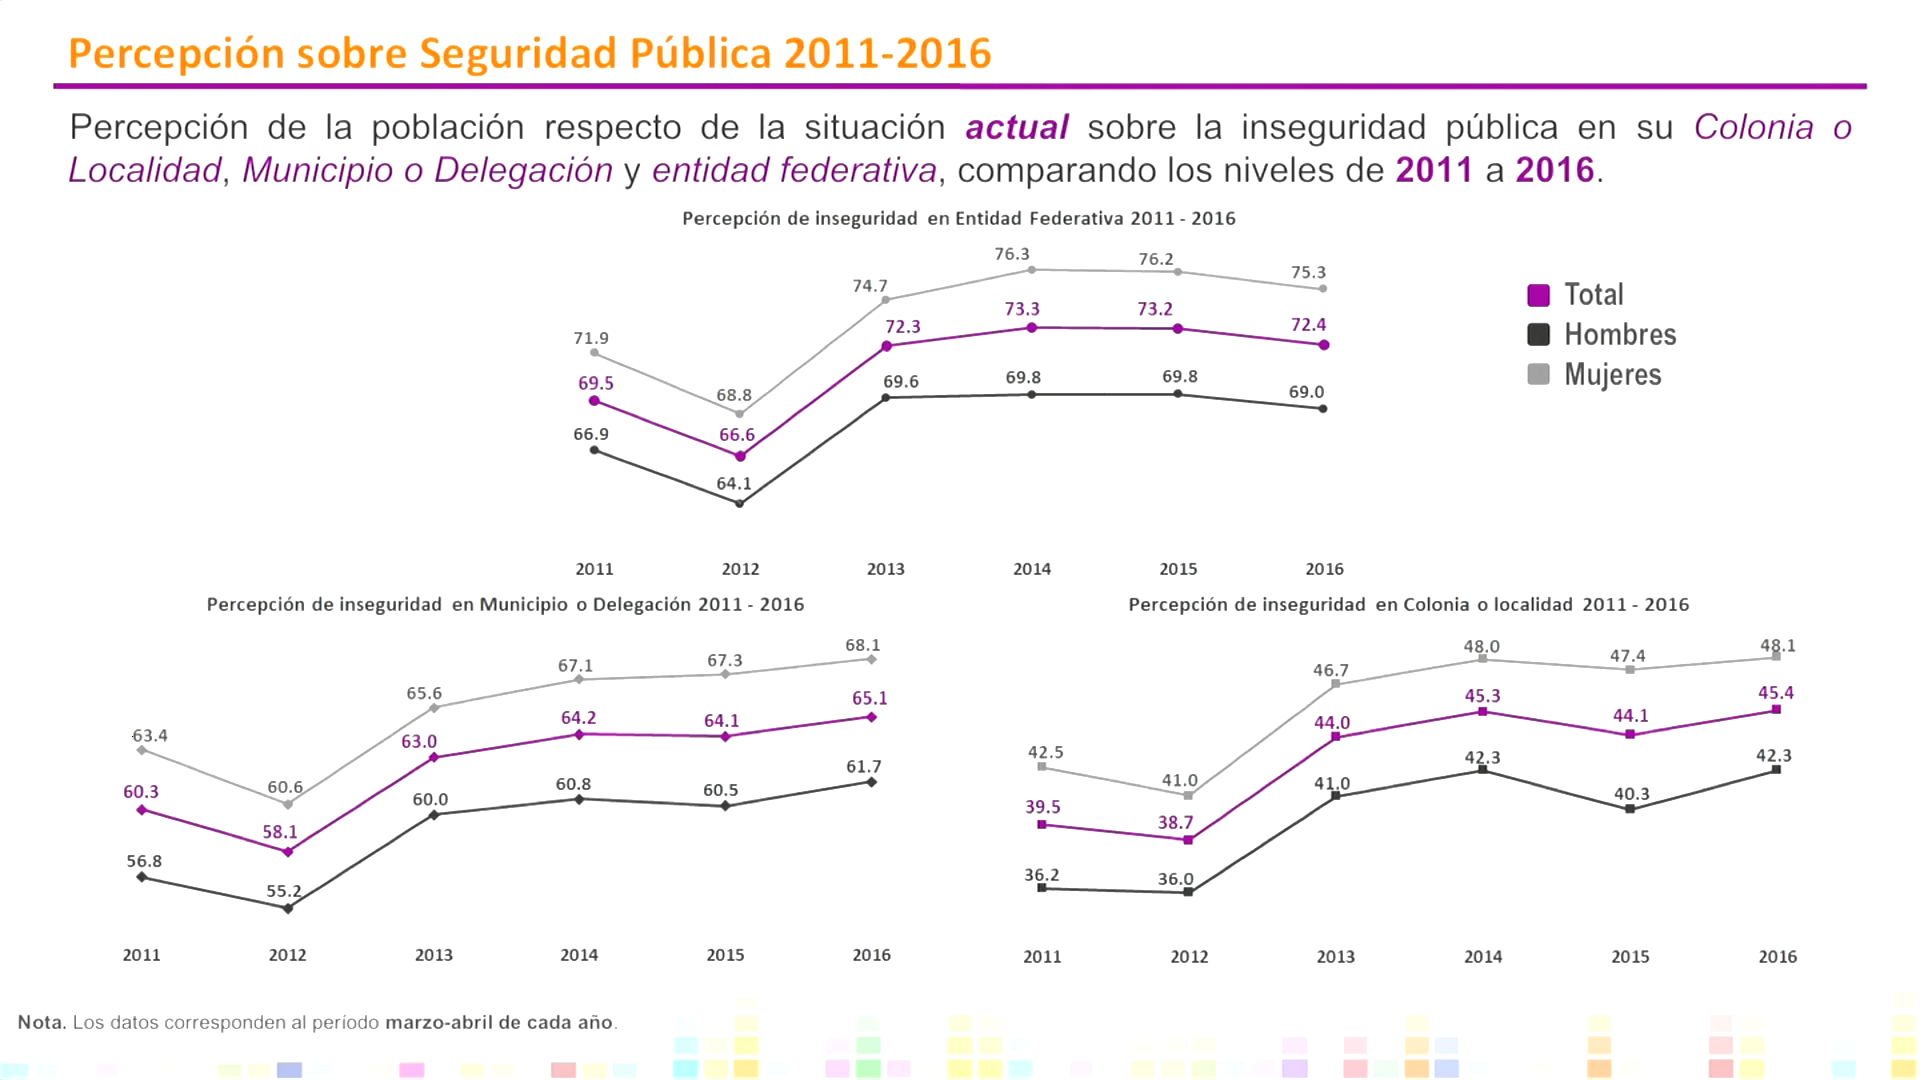 Percepción sobre Seguridad Pública 2011-2016
Percepción de la población respecto de la situación actual sobre la inseguridad pública en su Colonia o
Localidad, Municipio o Delegación y entidad federativa, comparando los niveles de 2011 a 2016.
Percepción de inseguridad en Entidad Federativa 2011 - 2016
76.3
76.2
75.3
74.7
71.9
68.8
73.3
73.2
72.4
72.3
69.5
66.6
69.6
69.8
69.8
69.0
66.9
64.1
Total
Hombres
Mujeres
2011 2012 2013 2014 2015 2016
Percepción de inseguridad en Municipio o Delegación 2011 - 2016
63.4 60.6 65.6 67.1 67.3 68.1
60.3 58.1 63.0 64.2 64.1 65.1
56.8 55.2 60.0 60.8 60.5 61.7
2011 2012 2013 2014 2015 2016
Percepción de inseguridad en Colonia o localidad 2011 - 2016
42.5 41.0 46.7 48.0 47.4 48.1
39.5 38.7 44.0 45.3 44.1 45.4
36.2 36.0 41.0 42.3 40.3 42.3
2011 2012 2013 2014 2015 2016
Nota. Los datos corresponden al período marzo-abril de cada año.